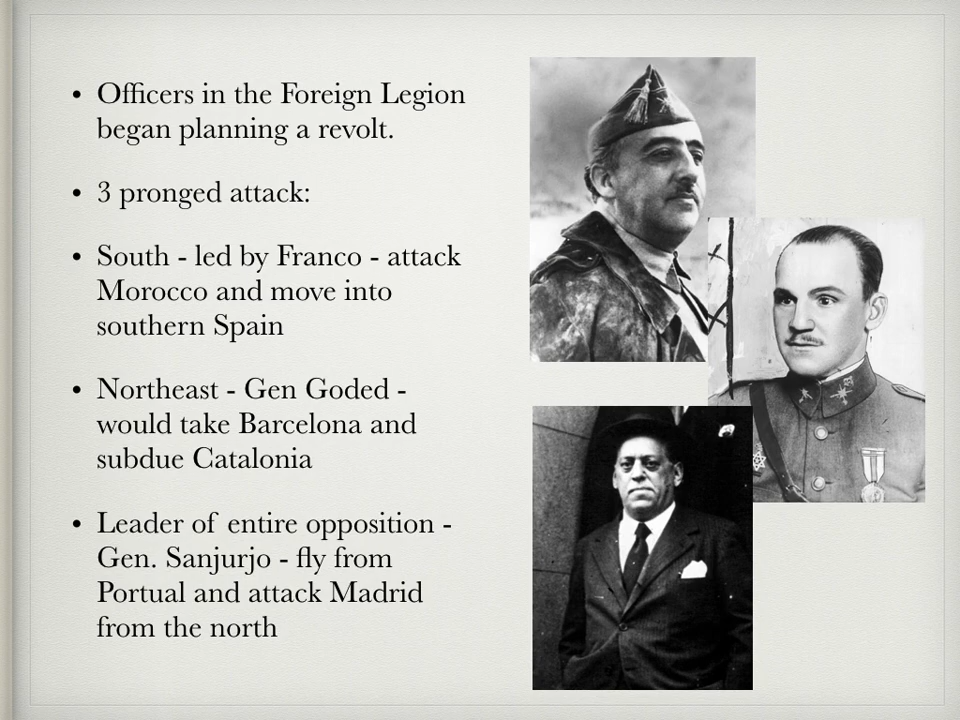 • Officers in the Foreign Legion
began planning a revolt.
• 3 pronged attack:
• South - led by Franco - attack
Morocco and move into
southern Spain
• Northeast - Gen Goded -
would take Barcelona and
subdue Catalonia
• Leader of entire opposition -
Gen. Sanjurjo - fly from
Portual and attack Madrid
from the north